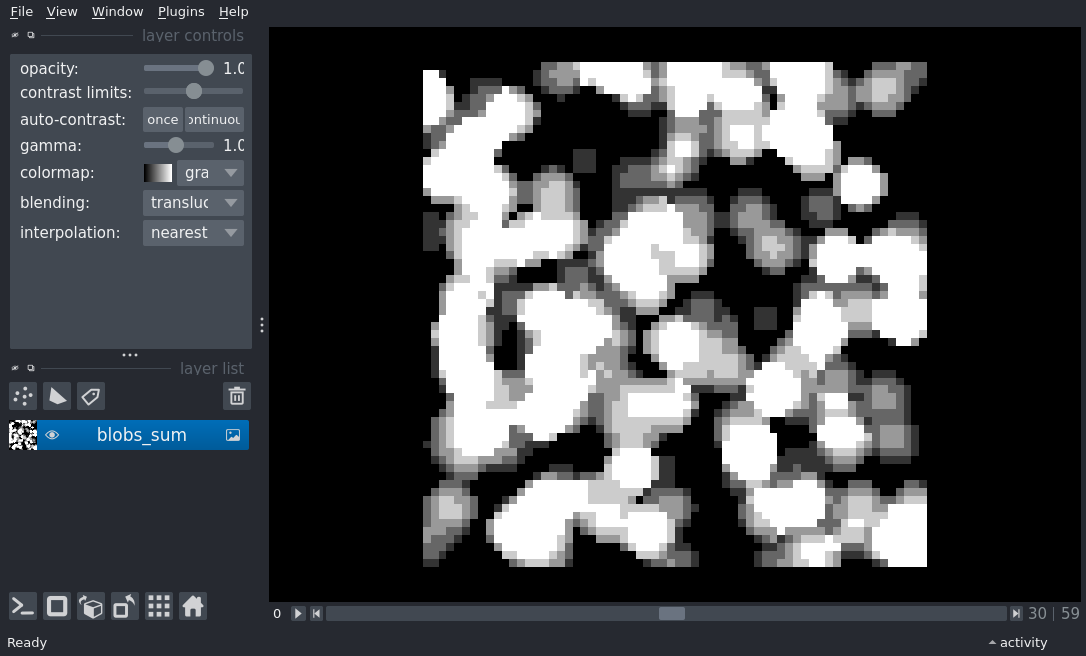 File View Window Plugins Help
layer controls
opacity: 1.0
contrast limits:
auto-contrast: once ontinuou
gamma: 1.0
colormap: gra
blending: transluc
interpolation: nearest
layer list
blobs_sum
0 30 | 59
Ready activity